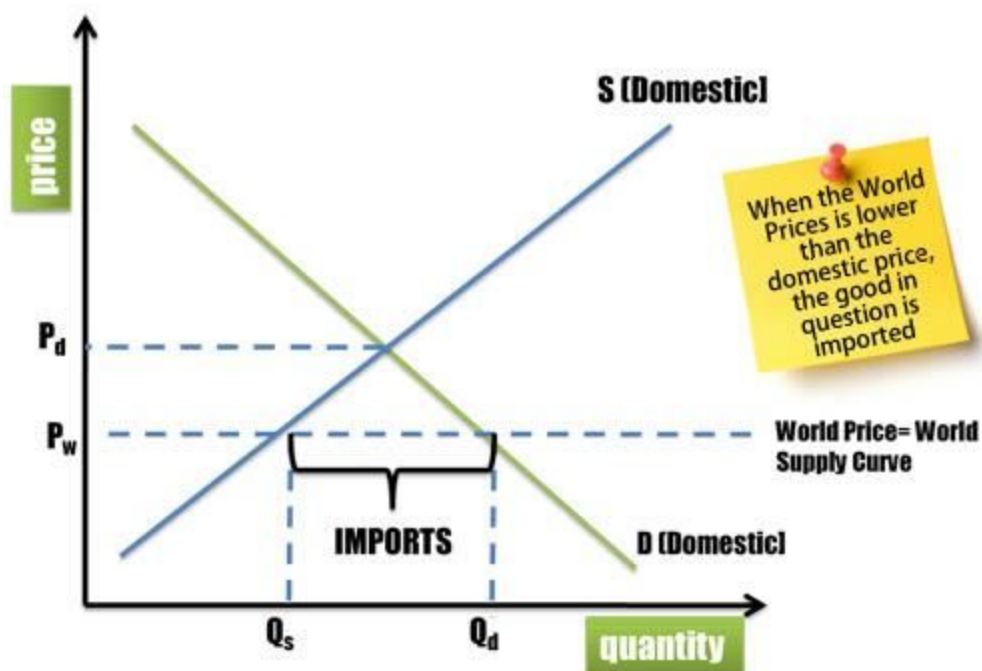 price
S (Domestic]
When the World
Prices is lower
than the
domestic price,
the good in
question is
imported
Pd
Pw
World Price= World
Supply Curve
IMPORTS
D (Domestic]
Qs
Qd
quantity